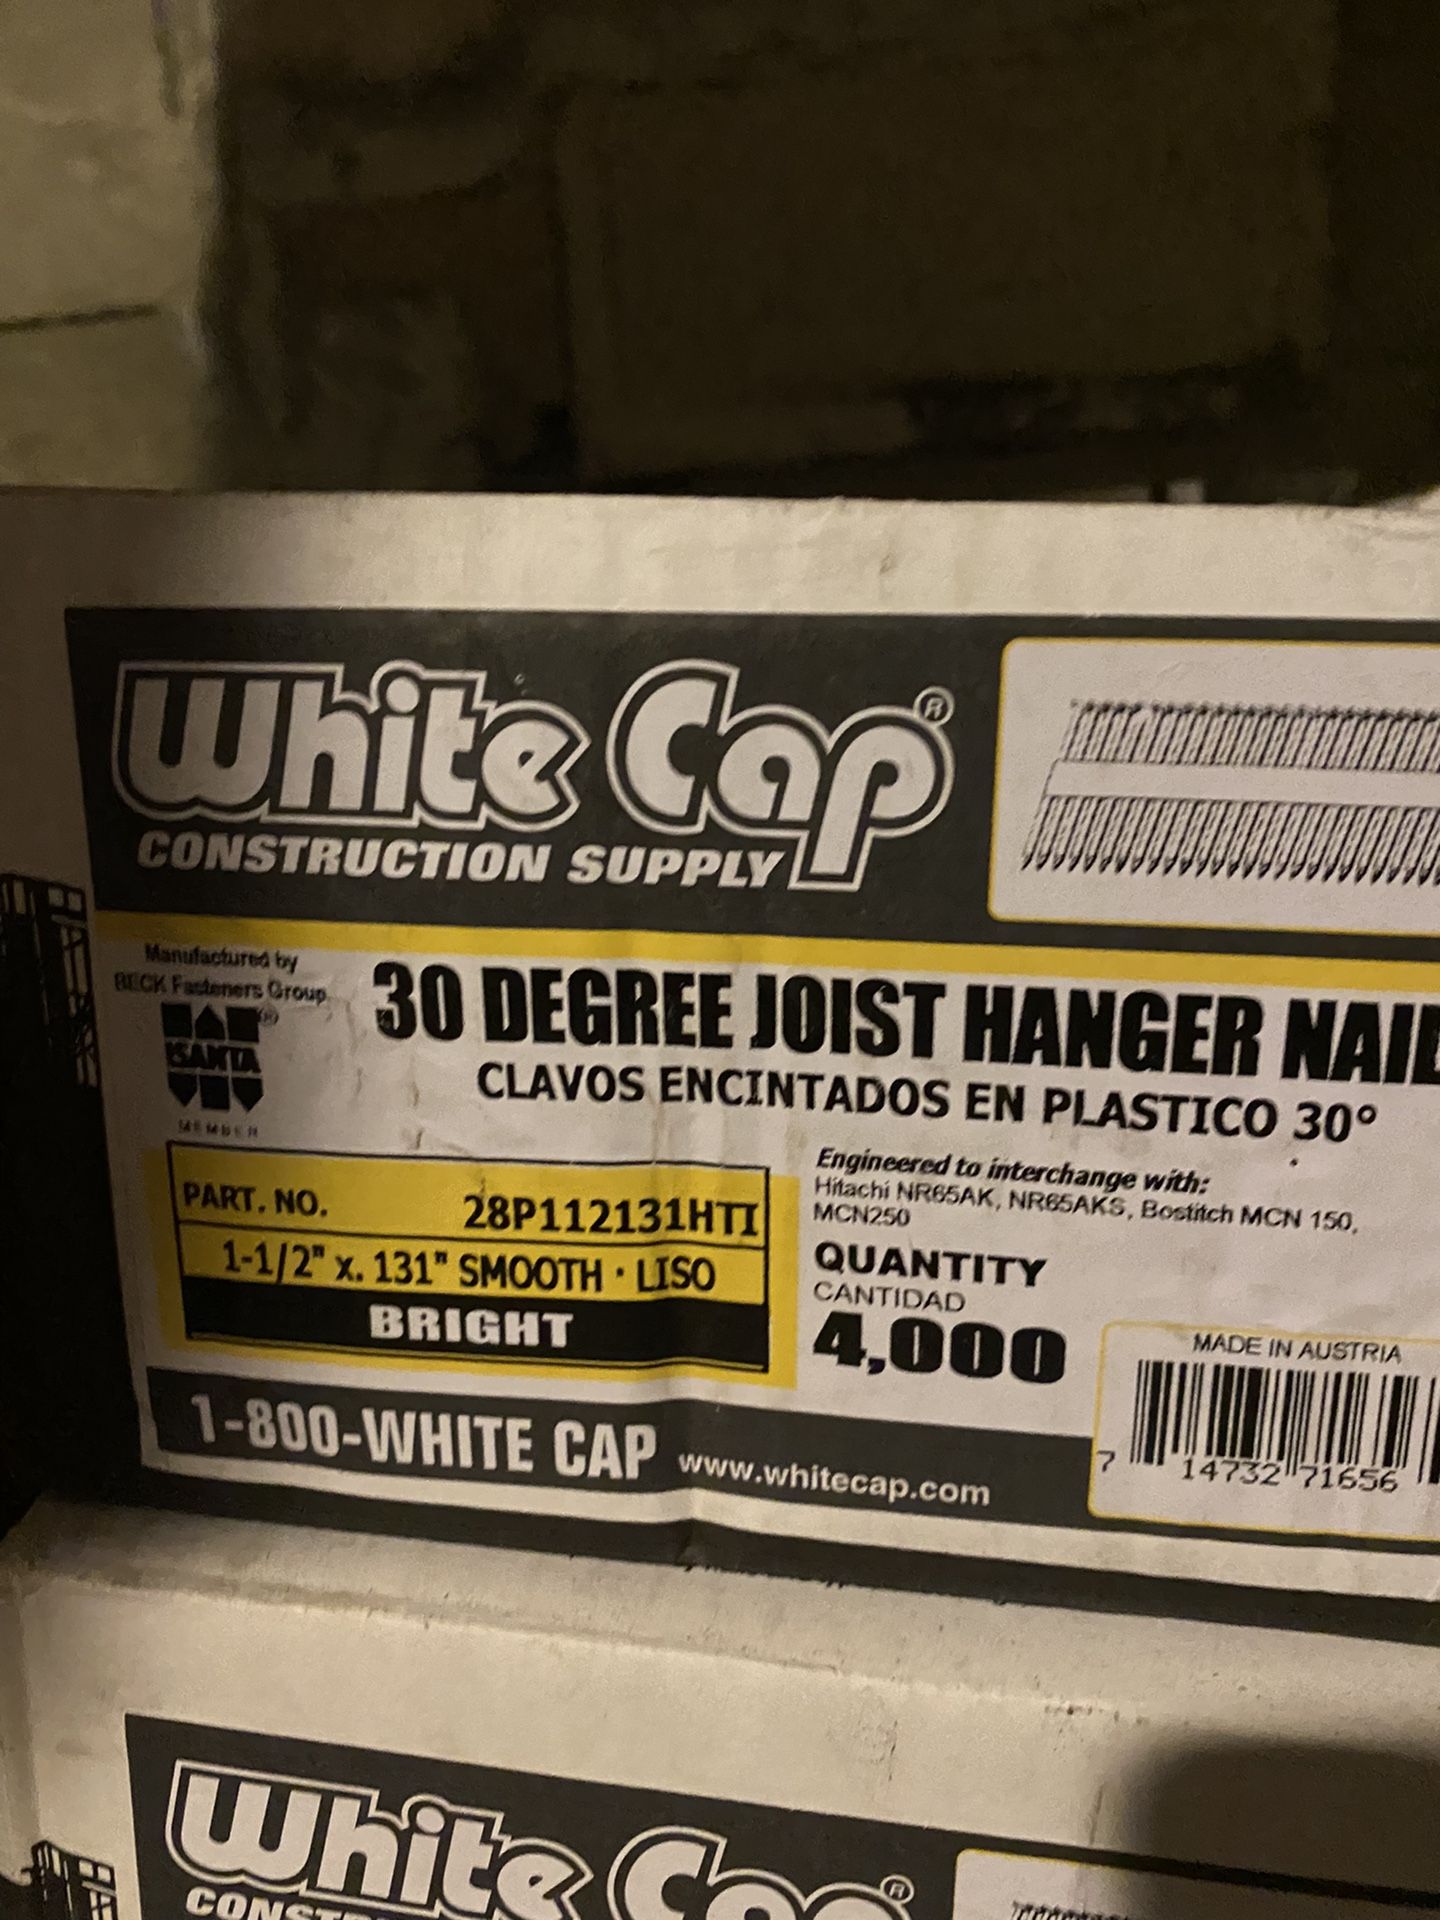 White Cap®
CONSTRUCTION SUPPLY
Manufactured by
BECK Fasteners Group
®
ISANTA
MEMBER
30 DEGREE JOIST HANGER NAIL
CLAVOS ENCINTADOS EN PLASTICO 30°
PART. NO. 28P112131HTI
1-1/2" x. 131" SMOOTH · LISO
BRIGHT
Engineered to interchange with:
Hitachi NR65AK, NR65AKS, Bostitch MCN 150,
MCN250
QUANTITY
CANTIDAD
4,000
MADE IN AUSTRIA
7 14732 71656
1-800-WHITE CAP www.whitecap.com
White Cap®